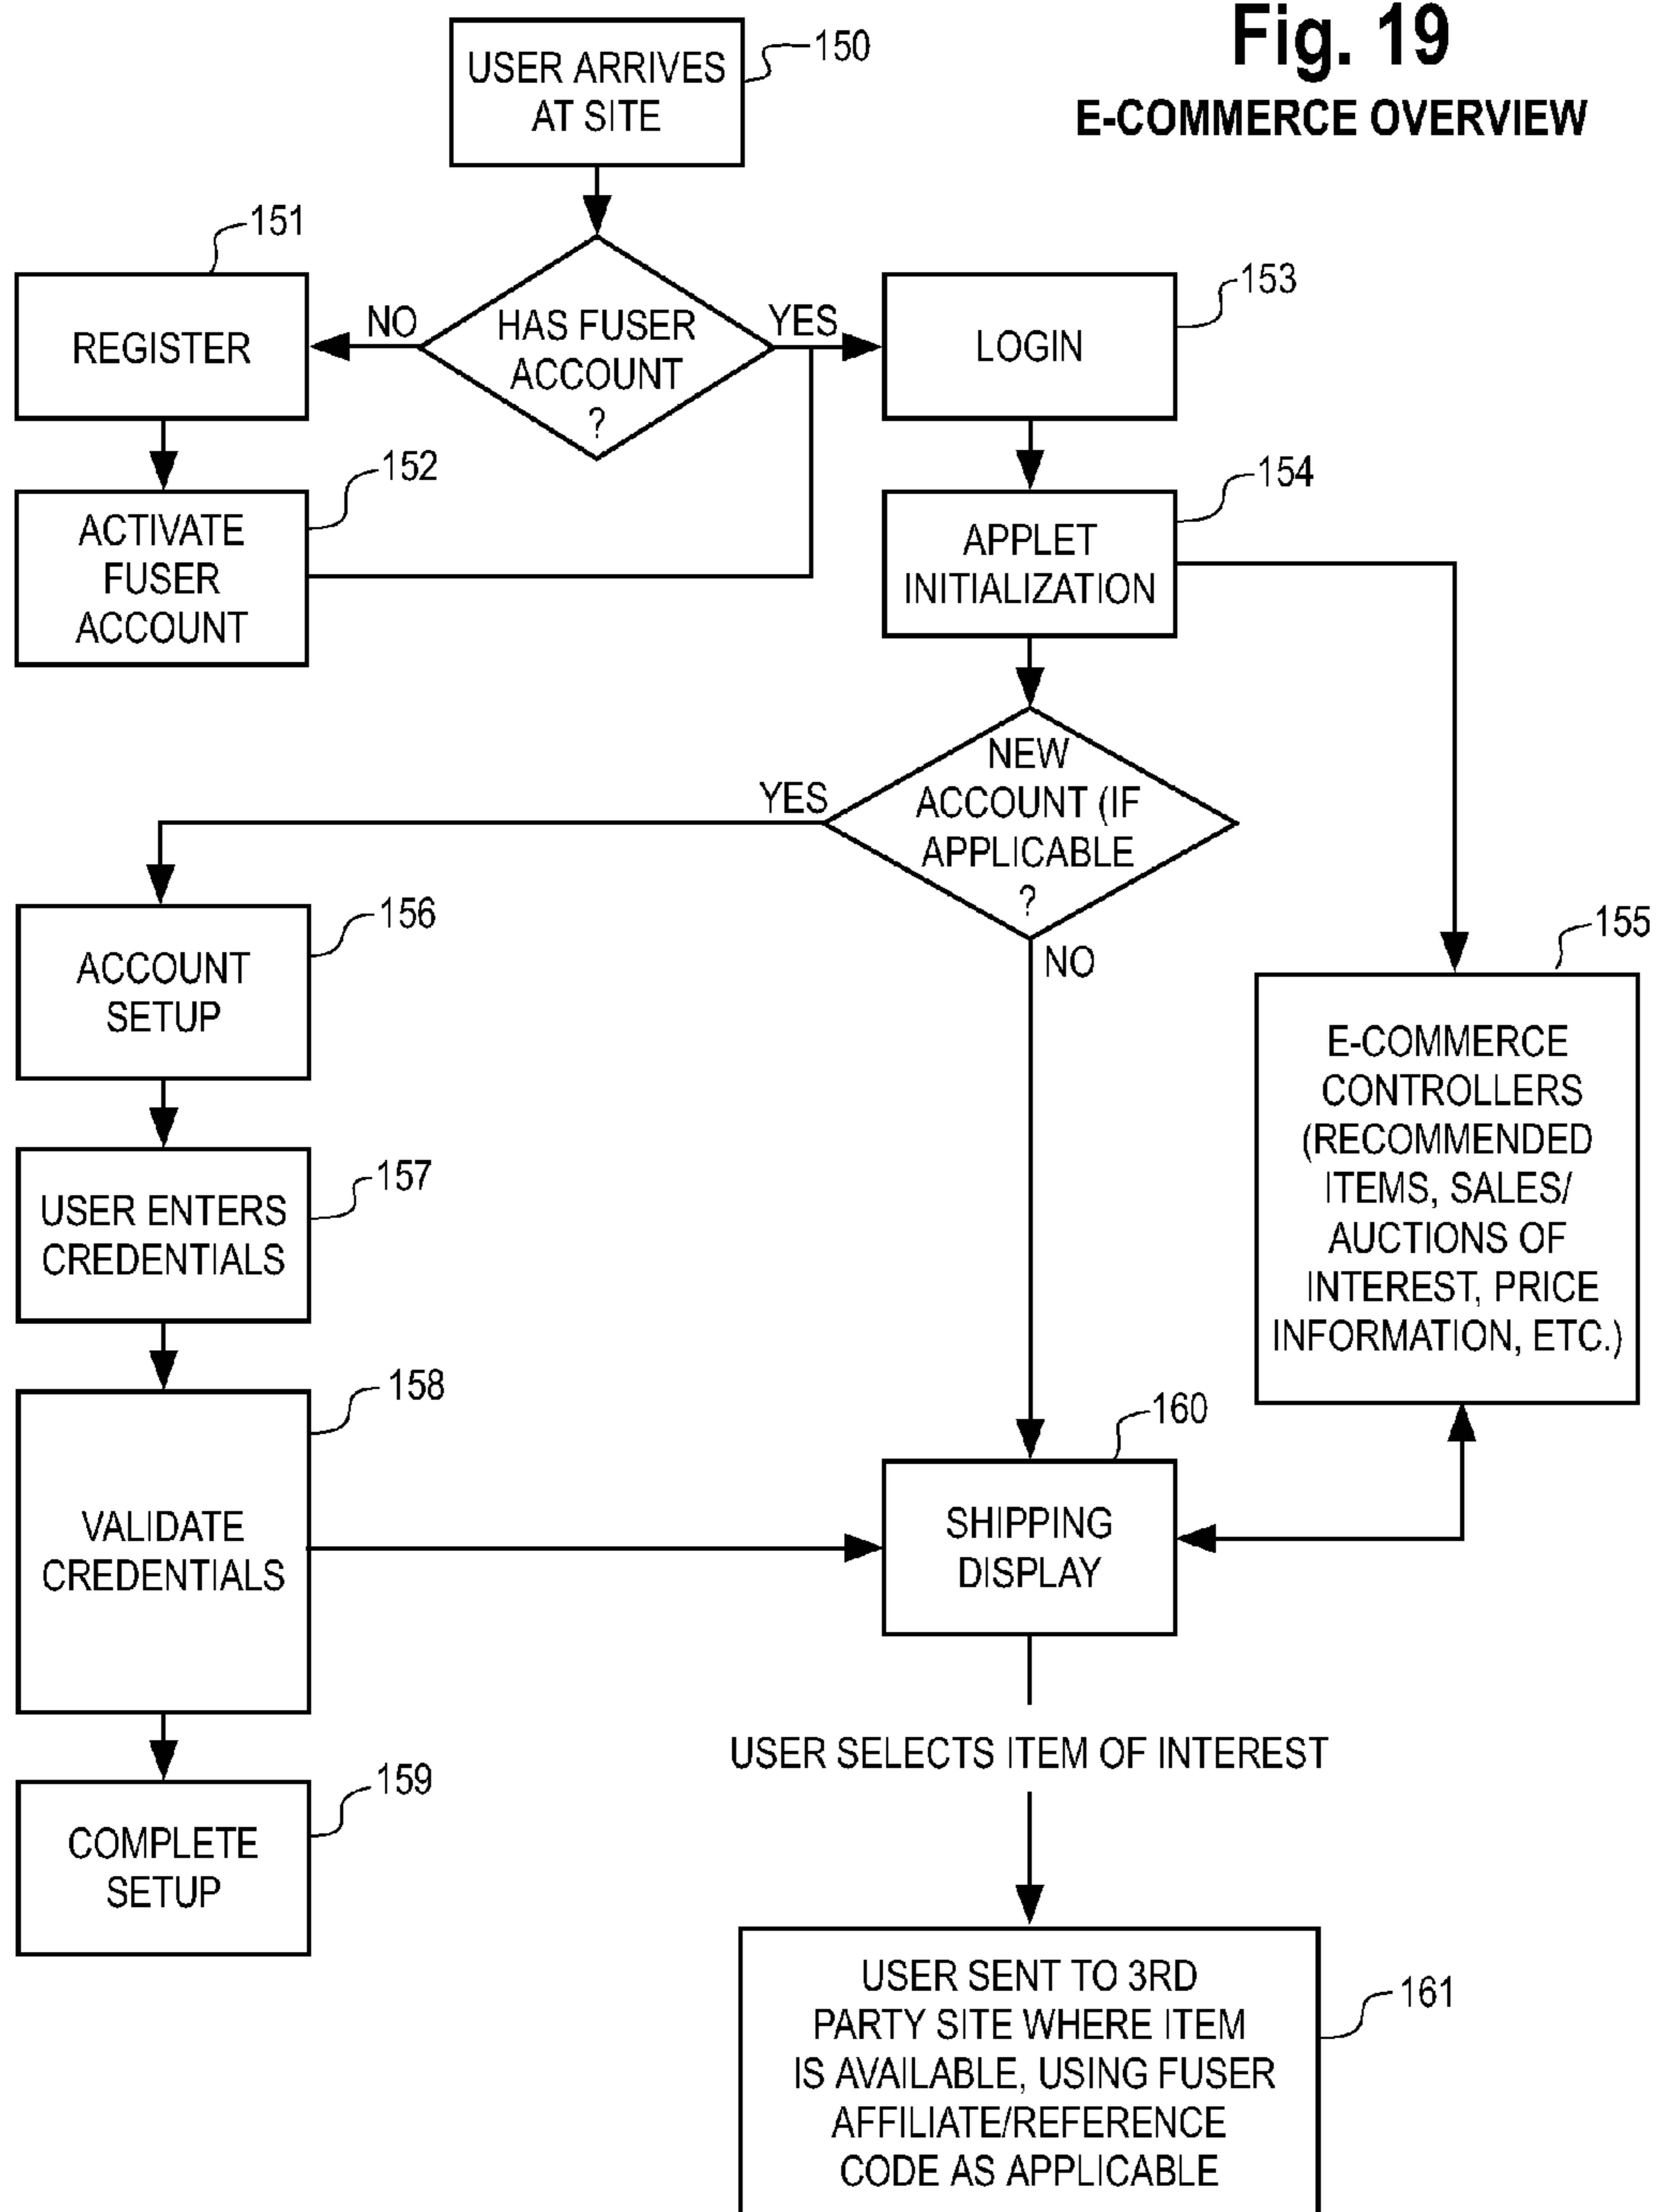 Fig. 19
E-COMMERCE OVERVIEW
USER ARRIVES
AT SITE
150
151
REGISTER
NO
HAS FUSER
ACCOUNT
?
YES
LOGIN
153
152
ACTIVATE
FUSER
ACCOUNT
APPLET
INITIALIZATION
154
NEW
ACCOUNT (IF
APPLICABLE
?
YES
NO
156
ACCOUNT
SETUP
155
E-COMMERCE
CONTROLLERS
(RECOMMENDED
ITEMS, SALES/
AUCTIONS OF
INTEREST, PRICE
INFORMATION, ETC.)
157
USER ENTERS
CREDENTIALS
158
VALIDATE
CREDENTIALS
160
SHIPPING
DISPLAY
USER SELECTS ITEM OF INTEREST
159
COMPLETE
SETUP
USER SENT TO 3RD
PARTY SITE WHERE ITEM
IS AVAILABLE, USING FUSER
AFFILIATE/REFERENCE
CODE AS APPLICABLE
161